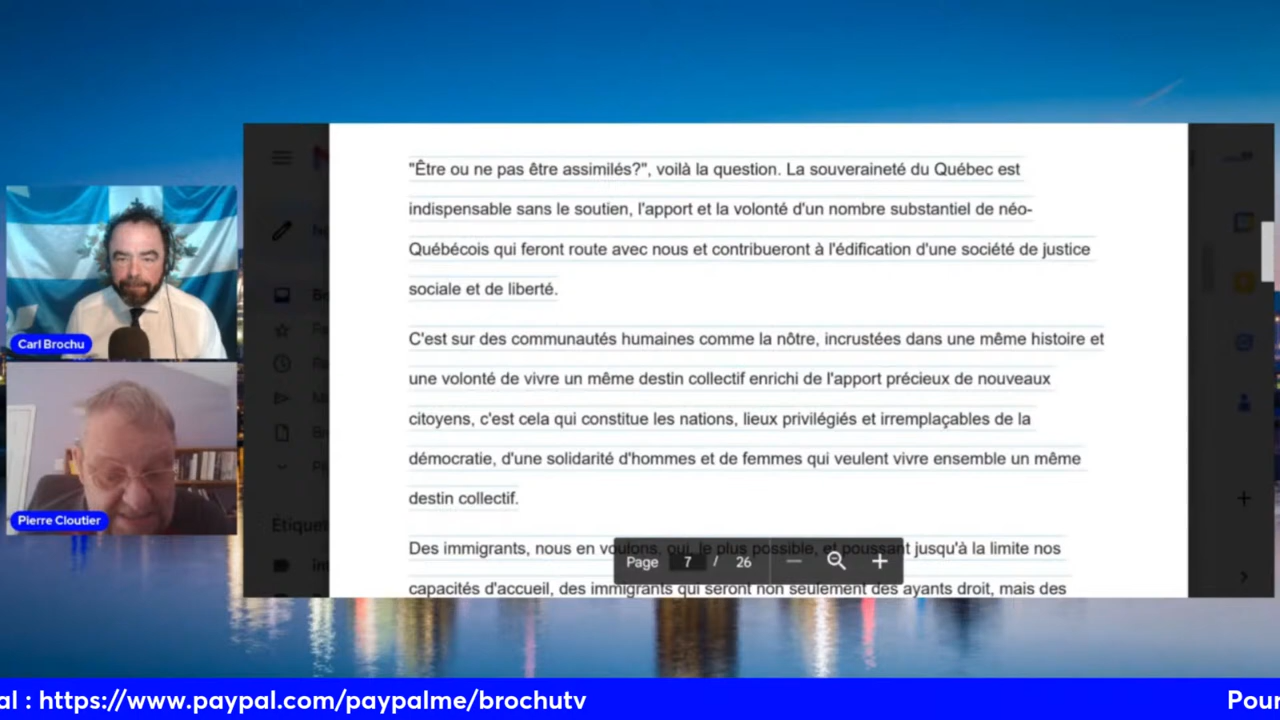 "Être ou ne pas être assimilés?", voilà la question. La souveraineté du Québec est
indispensable sans le soutien, l'apport et la volonté d'un nombre substantiel de néo-
Québécois qui feront route avec nous et contribueront à l'édification d'une société de justice
sociale et de liberté.
C'est sur des communautés humaines comme la nôtre, incrustées dans une même histoire et
une volonté de vivre un même destin collectif enrichi de l'apport précieux de nouveaux
citoyens, c'est cela qui constitue les nations, lieux privilégiés et irremplaçables de la
démocratie, d'une solidarité d'hommes et de femmes qui veulent vivre ensemble un même
destin collectif.
Des immigrants, nous en voulons, oui, le plus possible, et poussant jusqu'à la limite nos
capacités d'accueil, des immigrants qui seront non seulement des ayants droit, mais des
Page 7 / 26
Carl Brochu
Pierre Cloutier
Étiquet
al : https://www.paypal.com/paypalme/brochutv
Pour